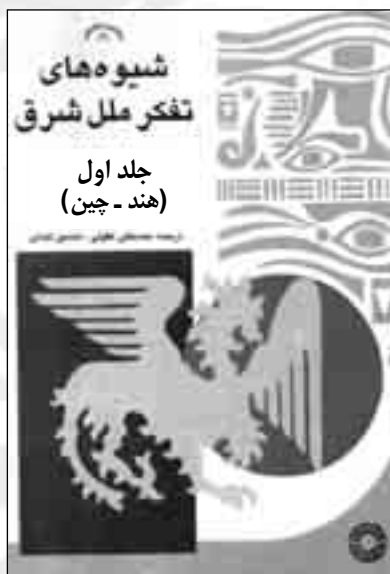 شیوه‌های
تفکر ملل شرق
جلد اول
(هند ـ چین)